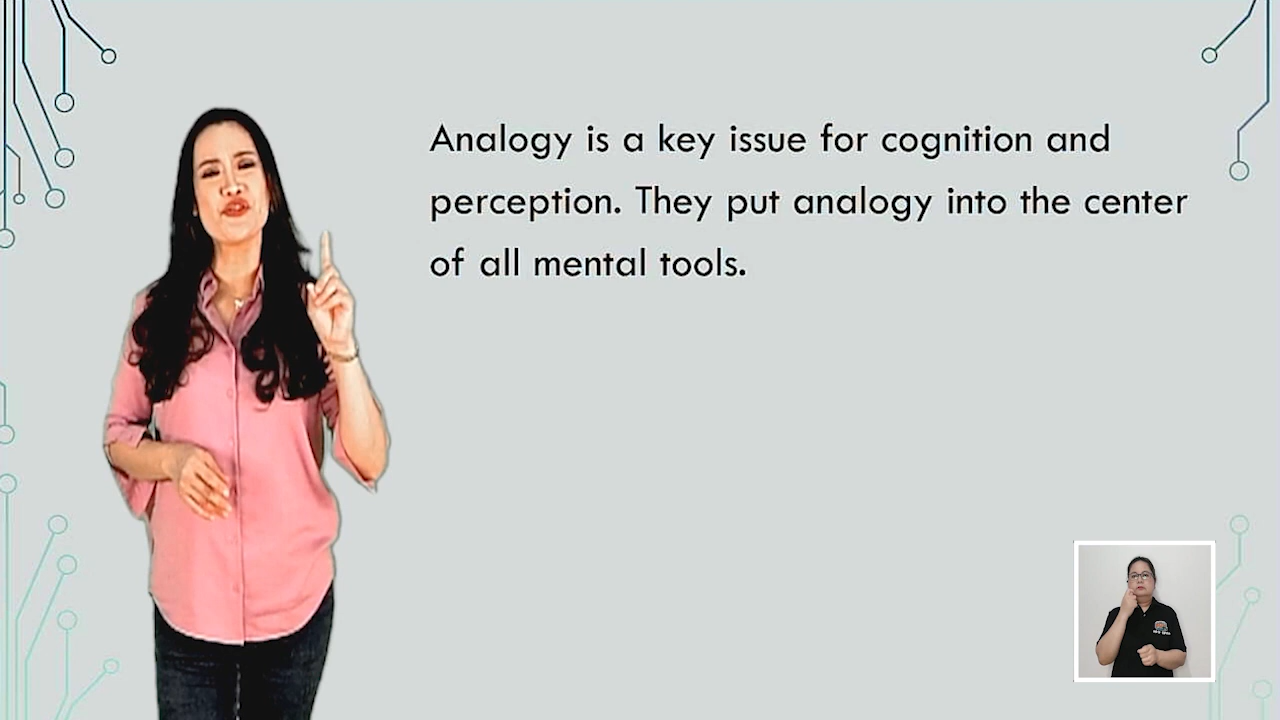 Analogy is a key issue for cognition and
perception. They put analogy into the center
of all mental tools.